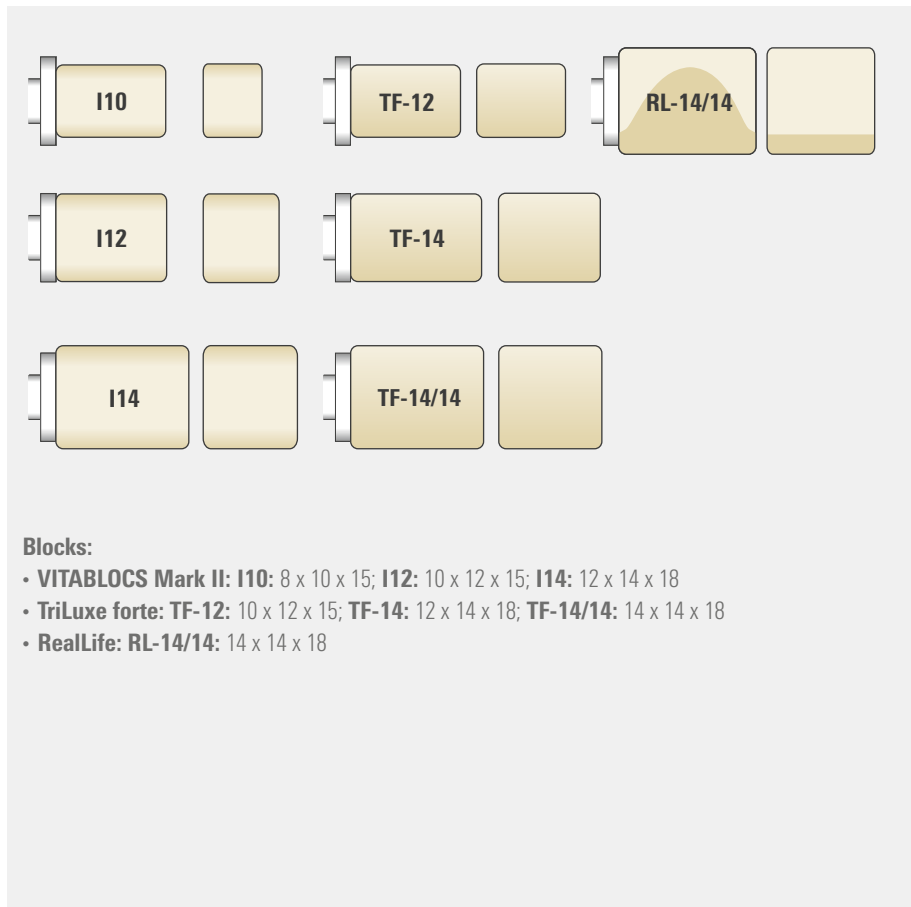 I10
TF-12
RL-14/14
I12
TF-14
I14
TF-14/14
Blocks:
• VITABLOCS Mark II: I10: 8 x 10 x 15; I12: 10 x 12 x 15; I14: 12 x 14 x 18
• TriLuxe forte: TF-12: 10 x 12 x 15; TF-14: 12 x 14 x 18; TF-14/14: 14 x 14 x 18
• RealLife: RL-14/14: 14 x 14 x 18